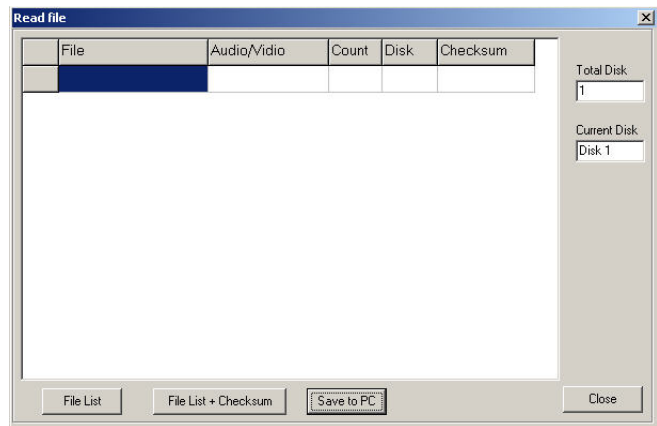 Read file
File Audio/Vidio Count Disk Checksum
Total Disk
1
Current Disk
Disk 1
File List File List + Checksum Save to PC Close